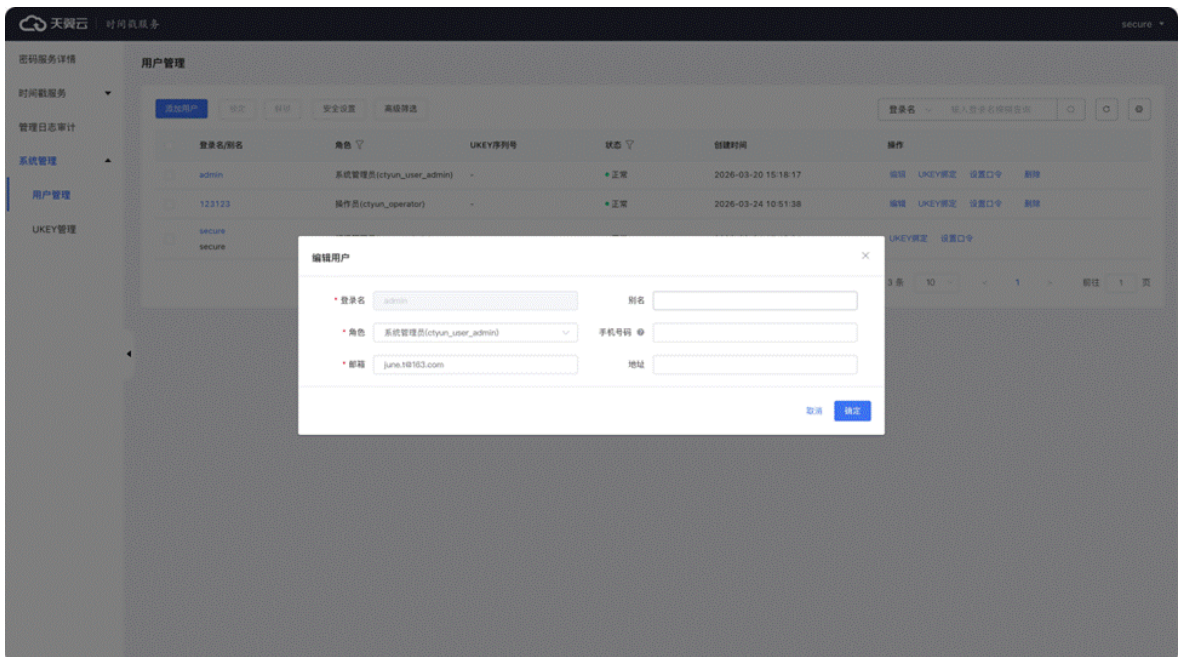 天翼云 时间戳服务 secure
密码服务详情
时间戳服务
管理日志审计
系统管理
用户管理
UKEY管理
用户管理
添加用户 锁定 解锁 安全设置 高级筛选 登录名
登录名/别名 角色 UKEY序列号 状态 创建时间 操作
admin 系统管理员(ctyun_user_admin) - 正常 2026-03-20 15:18:17 编辑 UKEY绑定 设置口令 删除
123123 操作员(ctyun_operator) - 正常 2026-03-24 10:51:38 编辑 UKEY绑定 设置口令 删除
secure
secure
UKEY绑定 设置口令
3 条 10 < 1 > 前往 1 页
编辑用户
* 登录名 admin 别名
* 角色 系统管理员(ctyun_user_admin) 手机号码
* 邮箱 june.t@163.com 地址
取消 确定